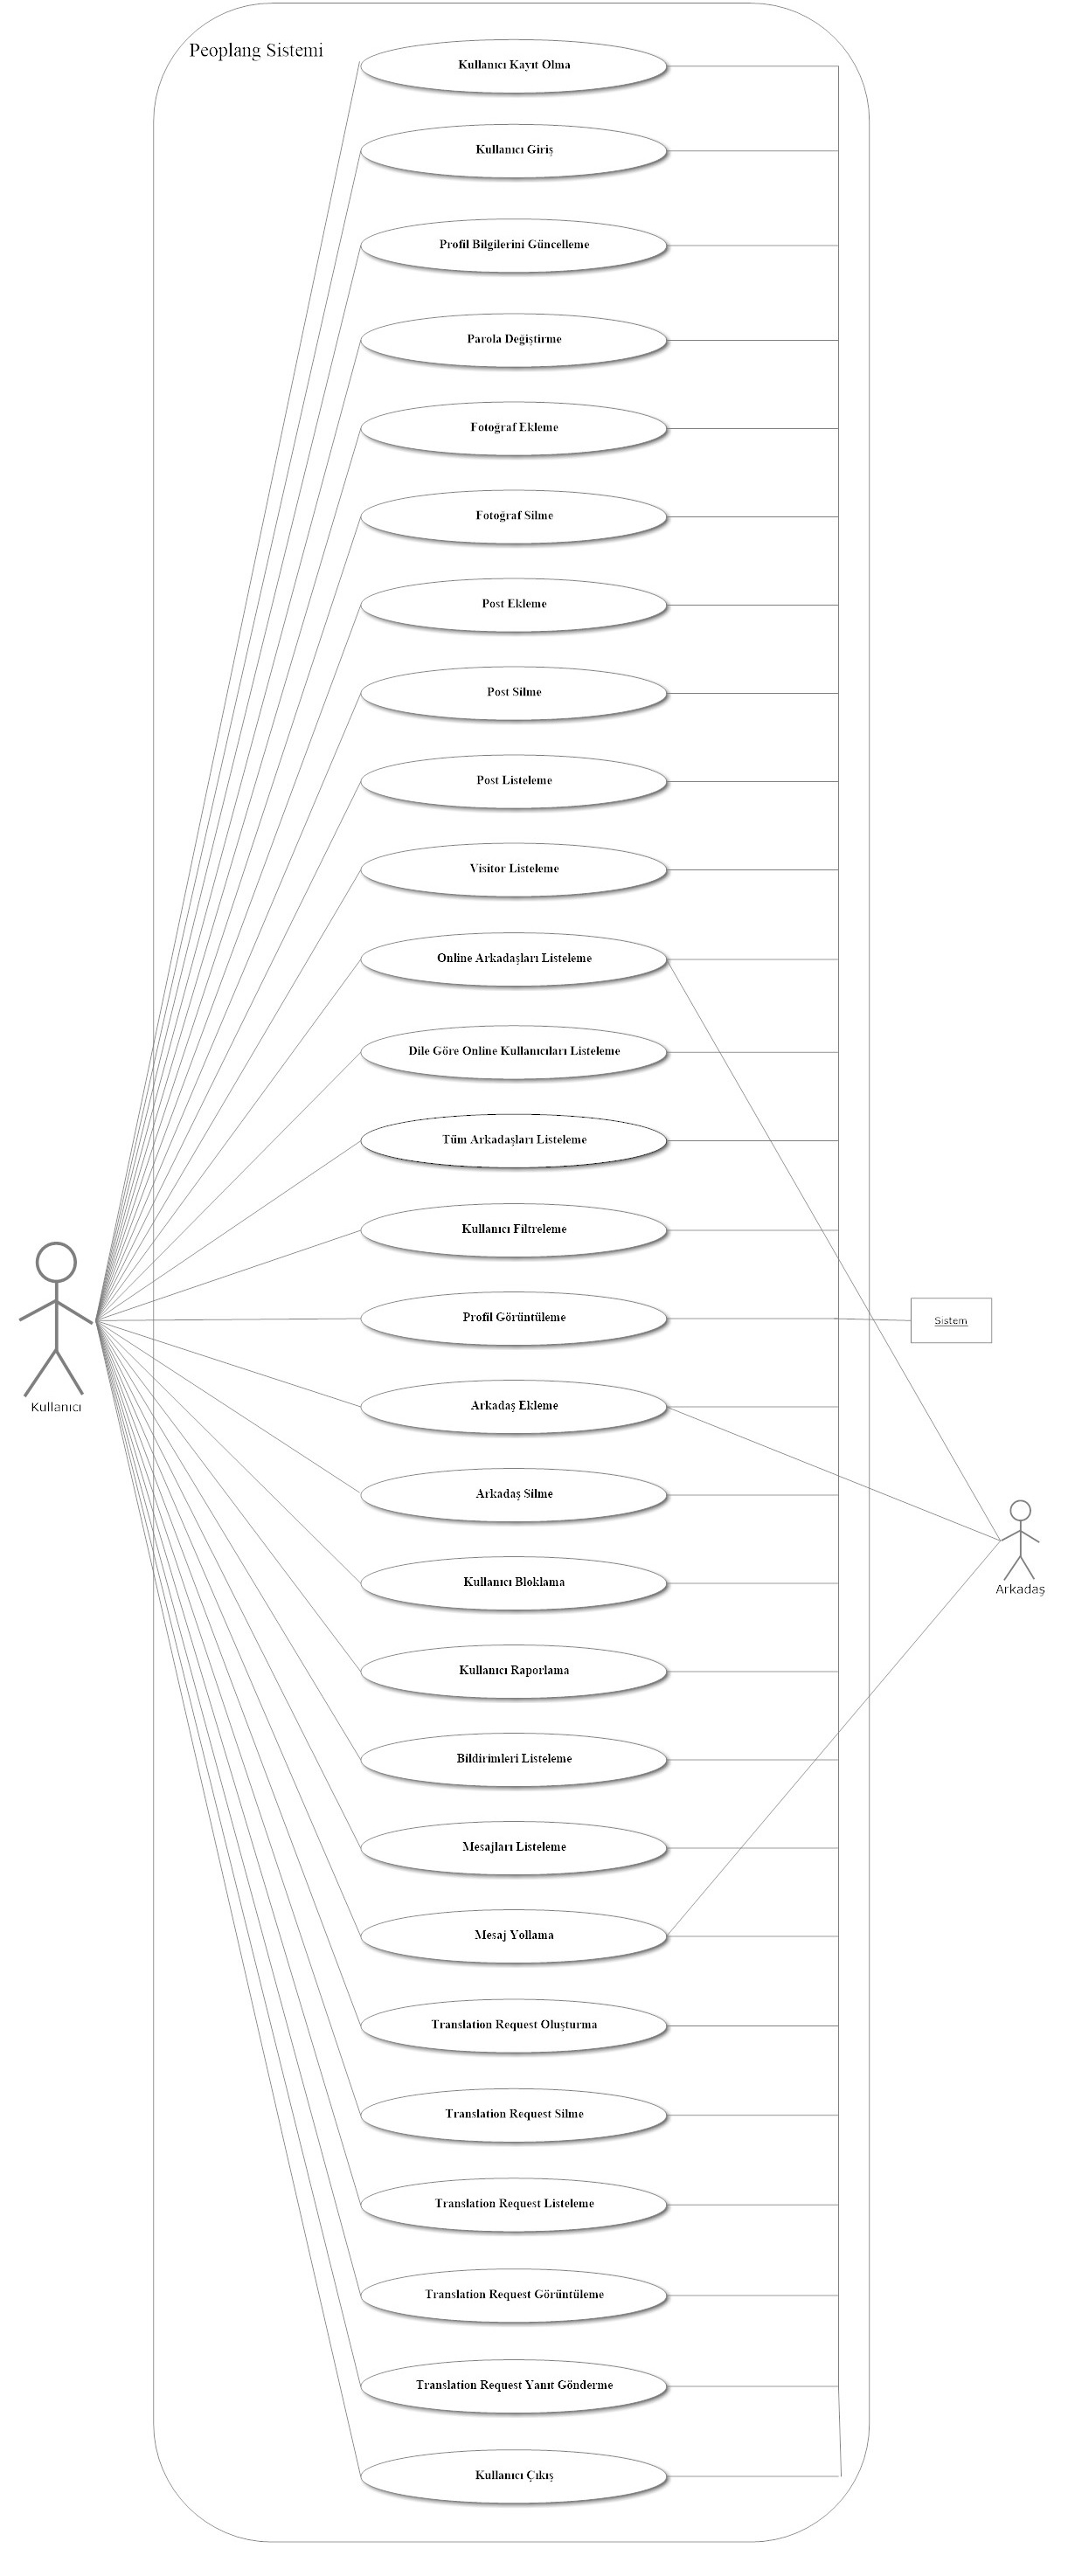 Peoplang Sistemi
Kullanıcı Kayıt Olma
Kullanıcı Giriş
Profil Bilgilerini Güncelleme
Parola Değiştirme
Fotoğraf Ekleme
Fotoğraf Silme
Post Ekleme
Post Silme
Post Listeleme
Visitor Listeleme
Online Arkadaşları Listeleme
Dile Göre Online Kullanıcıları Listeleme
Tüm Arkadaşları Listeleme
Kullanıcı Filtreleme
Profil Görüntüleme
Sistem
Kullanıcı
Arkadaş Ekleme
Arkadaş Silme
Kullanıcı Bloklama
Arkadaş
Kullanıcı Raporlama
Bildirimleri Listeleme
Mesajları Listeleme
Mesaj Yollama
Translation Request Oluşturma
Translation Request Silme
Translation Request Listeleme
Translation Request Görüntüleme
Translation Request Yanıt Gönderme
Kullanıcı Çıkış